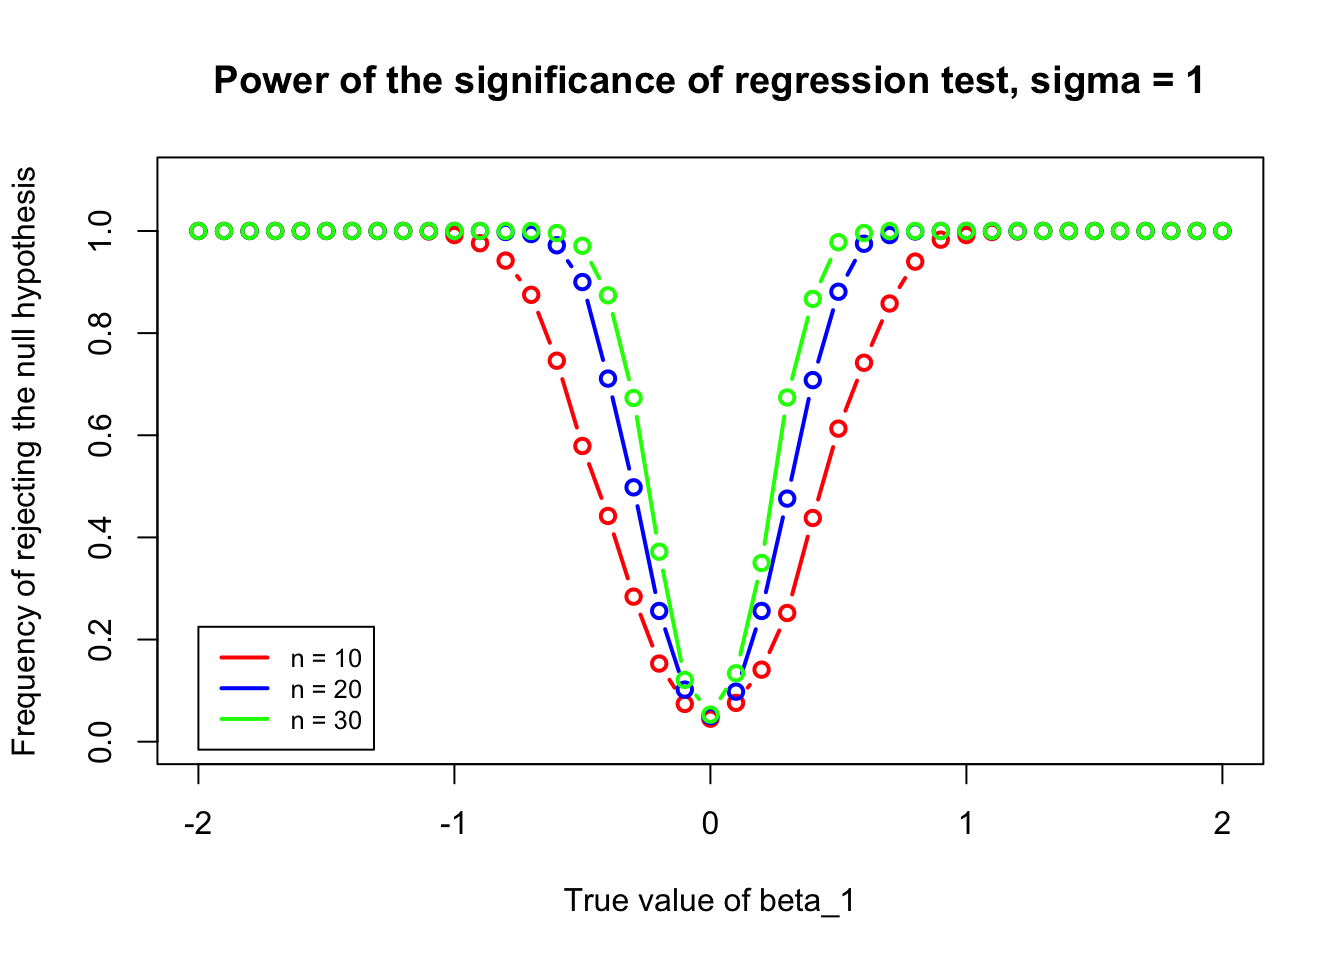 Power of the significance of regression test, sigma = 1
Frequency of rejecting the null hypothesis
1.0
0.8
0.6
0.4
0.2
0.0
n = 10
n = 20
n = 30
-2 -1 0 1 2
True value of beta_1